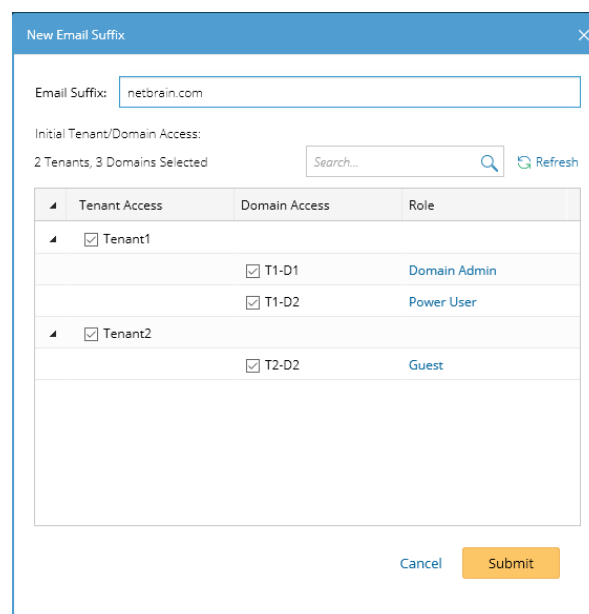 New Email Suffix
Email Suffix: netbrain.com
Initial Tenant/Domain Access:
2 Tenants, 3 Domains Selected Search... Refresh
Tenant Access Domain Access Role
Tenant1
T1-D1 Domain Admin
T1-D2 Power User
Tenant2
T2-D2 Guest
Cancel Submit